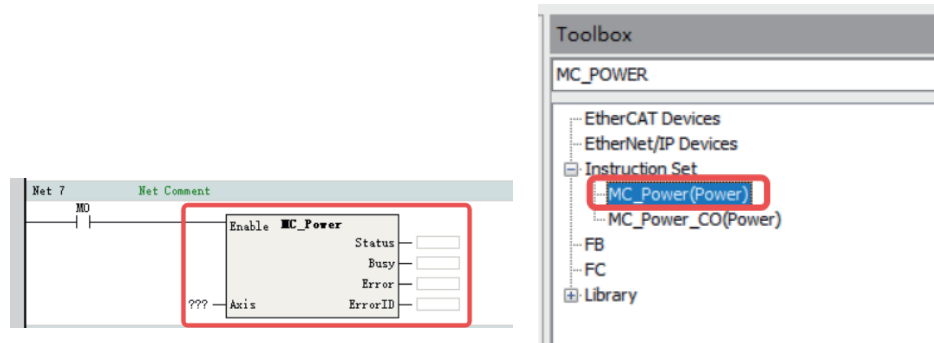 Net 7 Net Comment
M0
Enable MC_Power
Status
Busy
Error
??? Axis ErrorID
Toolbox
MC_POWER
EtherCAT Devices
EtherNet/IP Devices
Instruction Set
MC_Power(Power)
MC_Power_CO(Power)
FB
FC
Library